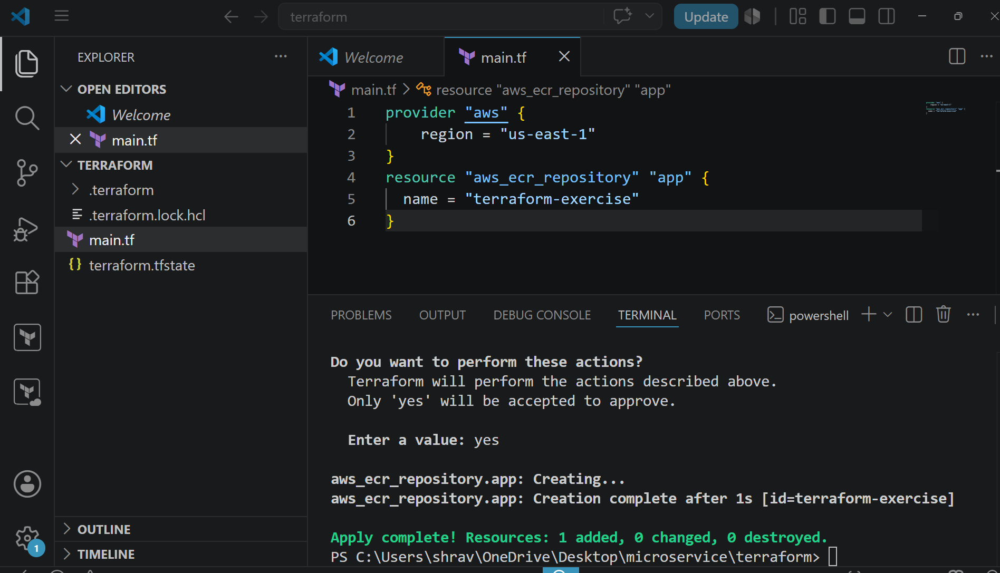 terraform
Update
EXPLORER
OPEN EDITORS
Welcome
main.tf
TERRAFORM
.terraform
.terraform.lock.hcl
main.tf
terraform.tfstate
OUTLINE
TIMELINE
1
Welcome
main.tf
main.tf > resource "aws_ecr_repository" "app"
1 provider "aws" {
2 region = "us-east-1"
3 }
4 resource "aws_ecr_repository" "app" {
5 name = "terraform-exercise"
6 }
PROBLEMS OUTPUT DEBUG CONSOLE TERMINAL PORTS powershell
Do you want to perform these actions?
Terraform will perform the actions described above.
Only 'yes' will be accepted to approve.
Enter a value: yes
aws_ecr_repository.app: Creating...
aws_ecr_repository.app: Creation complete after 1s [id=terraform-exercise]
Apply complete! Resources: 1 added, 0 changed, 0 destroyed.
PS C:\Users\shrav\OneDrive\Desktop\microservice\terraform>